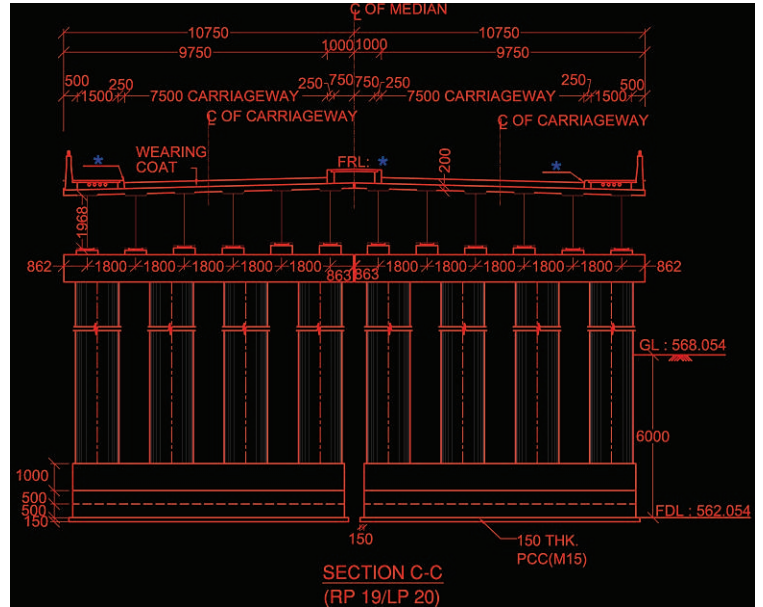 ℄ OF MEDIAN
10750 10750
9750 1000 1000 9750
500 1500 250 7500 CARRIAGEWAY 250 750 750 250 7500 CARRIAGEWAY 250 1500 500
℄ OF CARRIAGEWAY ℄ OF CARRIAGEWAY
* WEARING COAT FRL: * 200 *
1968
862 1800 1800 1800 1800 863 863 1800 1800 1800 1800 862
GL : 568.054
6000
1000
500
500
150
FDL : 562.054
150
150 THK.
PCC(M15)
SECTION C-C
(RP 19/LP 20)